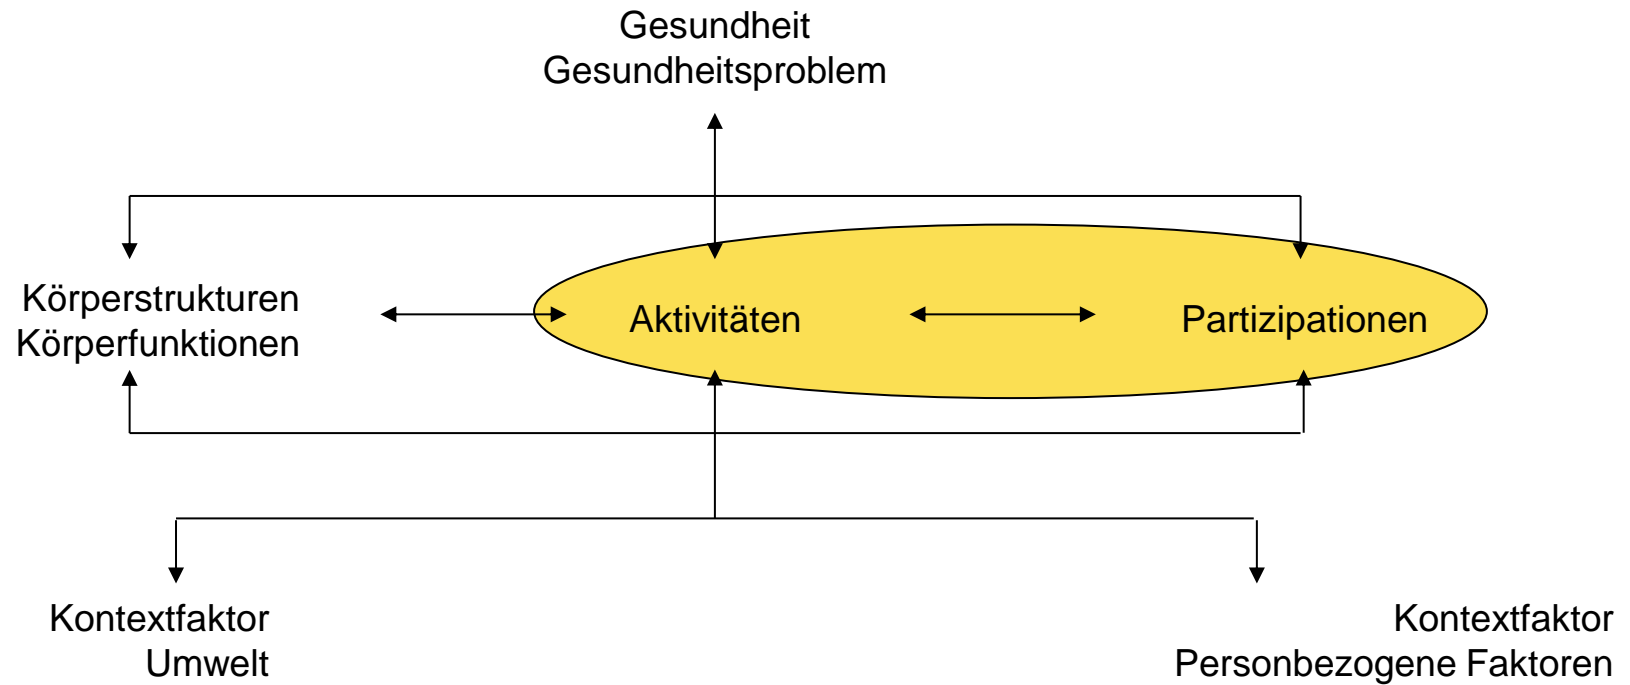 Gesundheit
Gesundheitsproblem
Körperstrukturen
Körperfunktionen
Aktivitäten
Partizipationen
Kontextfaktor
Umwelt
Kontextfaktor
Personbezogene Faktoren